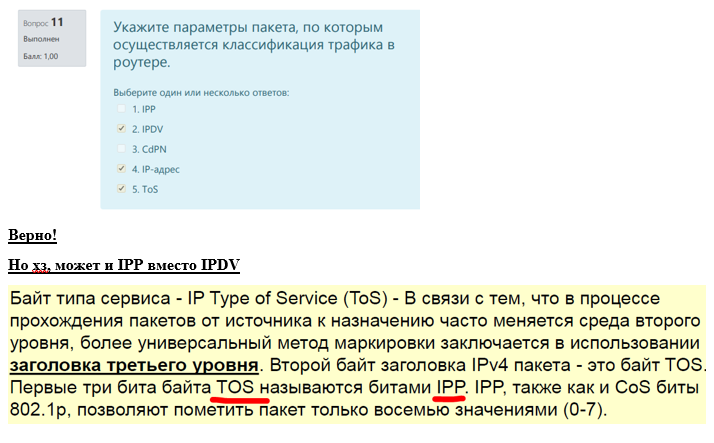 Вопрос 11
Выполнен
Балл: 1,00
Укажите параметры пакета, по которым
осуществляется классификация трафика в
роутере.
Выберите один или несколько ответов:
1. IPP
2. IPDV
3. CdPN
4. IP-адрес
5. ToS
Верно!
Но хз, может и IPP вместо IPDV
Байт типа сервиса - IP Type of Service (ToS) - В связи с тем, что в процессе
прохождения пакетов от источника к назначению часто меняется среда второго
уровня, более универсальный метод маркировки заключается в использовании
заголовка третьего уровня. Второй байт заголовка IPv4 пакета - это байт TOS.
Первые три бита байта TOS называются битами IPP. IPP, также как и CoS биты
802.1p, позволяют пометить пакет только восемью значениями (0-7).